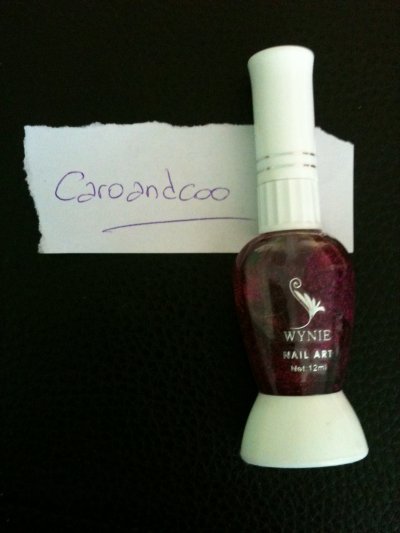 Caroandcoo
WYNIE
NAIL ART
Net:12ml